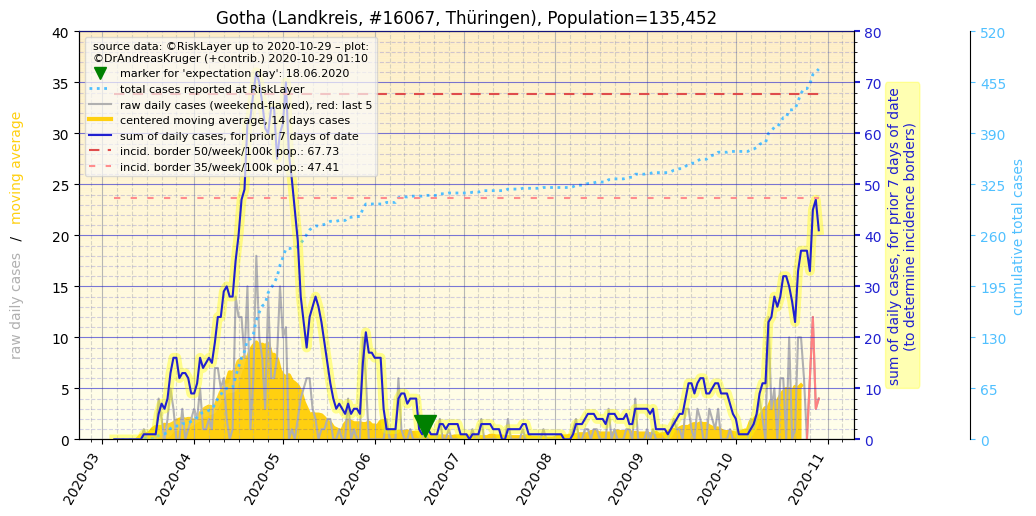 Gotha (Landkreis, #16067, Thüringen), Population=135,452
source data: ©RiskLayer up to 2020-10-29 – plot:
©DrAndreasKruger (+contrib.) 2020-10-29 01:10
marker for 'expectation day': 18.06.2020
total cases reported at RiskLayer
raw daily cases (weekend-flawed), red: last 5
centered moving average, 14 days cases
sum of daily cases, for prior 7 days of date
incid. border 50/week/100k pop.: 67.73
incid. border 35/week/100k pop.: 47.41
raw daily cases / moving average
40
35
30
25
20
15
10
5
0
2020-03
2020-04
2020-05
2020-06
2020-07
2020-08
2020-09
2020-10
2020-11
80
70
60
50
40
30
20
10
0
sum of daily cases, for prior 7 days of date
(to determine incidence borders)
520
455
390
325
260
195
130
65
0
cumulative total cases